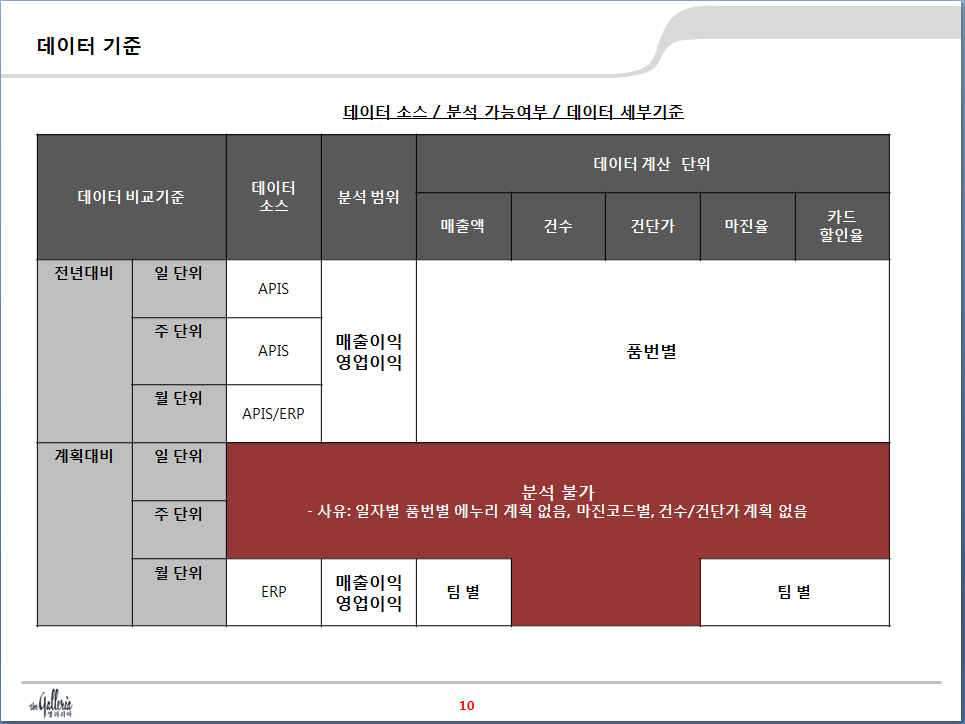 데이터 기준
데이터 소스 / 분석 가능여부 / 데이터 세부기준
데이터 비교기준
데이터
소스
분석 범위
데이터 계산 단위
매출액
건수
건단가
마진율
카드
할인율
전년대비
일 단위
APIS
주 단위
APIS
월 단위
APIS/ERP
매출이익
영업이익
품번별
계획대비
일 단위
주 단위
분석 불가
- 사유: 일자별 품번별 에누리 계획 없음, 마진코드별, 건수/건단가 계획 없음
월 단위
ERP
매출이익
영업이익
팀 별
팀 별
the Galleria
갤러리아
10